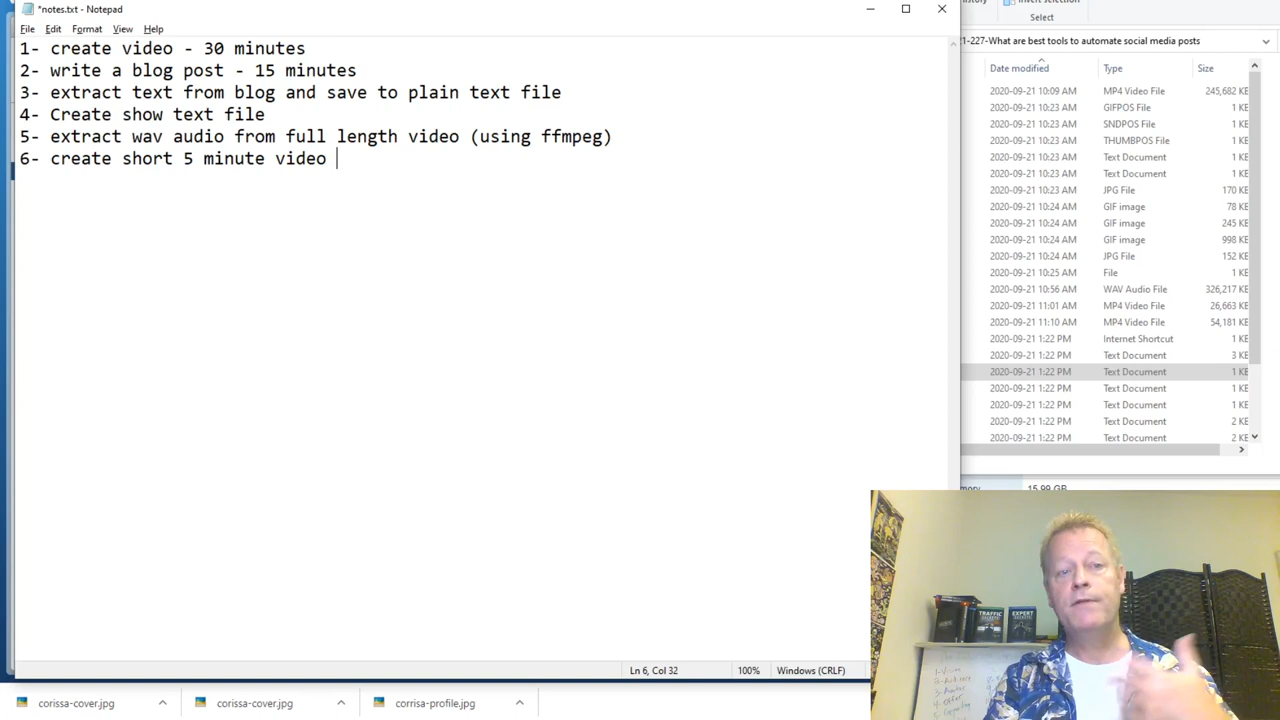 *notes.txt - Notepad
File Edit Format View Help
1- create video - 30 minutes
2- write a blog post - 15 minutes
3- extract text from blog and save to plain text file
4- Create show text file
5- extract wav audio from full length video (using ffmpeg)
6- create short 5 minute video
Ln 6, Col 32 100% Windows (CRLF)
Select
21-227-What are best tools to automate social media posts
Date modified Type Size
2020-09-21 10:09 AM MP4 Video File 245,682 KB
2020-09-21 10:23 AM GIFPOS File
2020-09-21 10:23 AM SNDPOS File
2020-09-21 10:23 AM THUMBPOS File
2020-09-21 10:23 AM Text Document 1 KB
2020-09-21 10:23 AM Text Document 1 KB
2020-09-21 10:23 AM JPG File 170 KB
2020-09-21 10:24 AM GIF image 78 KB
2020-09-21 10:24 AM GIF image 245 KB
2020-09-21 10:24 AM GIF image 998 KB
2020-09-21 10:24 AM JPG File 152 KB
2020-09-21 10:25 AM File 1 KB
2020-09-21 10:56 AM WAV Audio File 326,217 KB
2020-09-21 11:01 AM MP4 Video File 26,663 KB
2020-09-21 11:10 AM MP4 Video File 54,181 KB
2020-09-21 1:22 PM Internet Shortcut 1 KB
2020-09-21 1:22 PM Text Document 3 KB
2020-09-21 1:22 PM Text Document 1 KB
2020-09-21 1:22 PM Text Document 1 KB
2020-09-21 1:22 PM Text Document 1 KB
2020-09-21 1:22 PM Text Document 2 KB
2020-09-21 1:22 PM Text Document 2 KB
15.99 GB
TRAFFIC
SECRETS
EXPERT
SECRETS
corissa-cover.jpg corissa-cover.jpg corrisa-profile.jpg